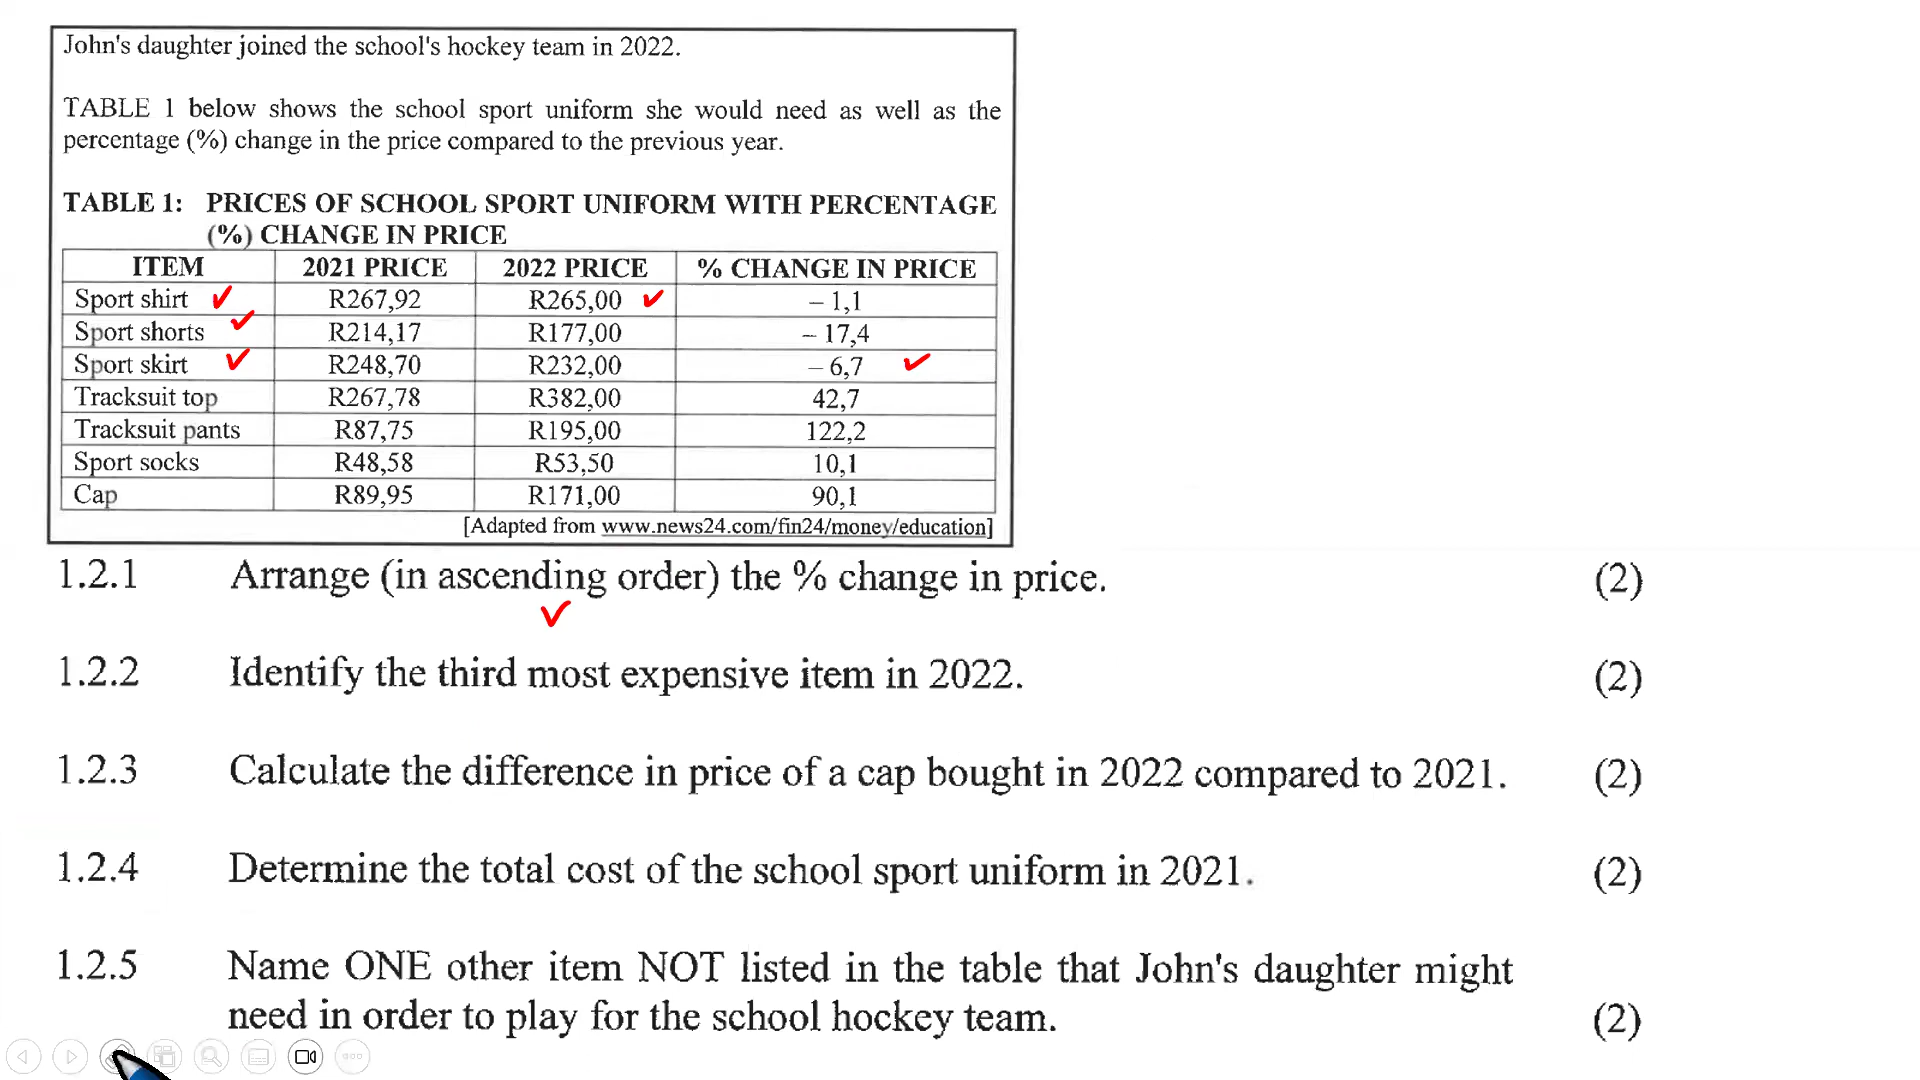 John's daughter joined the school's hockey team in 2022.
TABLE 1 below shows the school sport uniform she would need as well as the
percentage (%) change in the price compared to the previous year.
TABLE 1: PRICES OF SCHOOL SPORT UNIFORM WITH PERCENTAGE
(%) CHANGE IN PRICE
ITEM 2021 PRICE 2022 PRICE % CHANGE IN PRICE
Sport shirt R267,92 R265,00 – 1,1
Sport shorts R214,17 R177,00 – 17,4
Sport skirt R248,70 R232,00 – 6,7
Tracksuit top R267,78 R382,00 42,7
Tracksuit pants R87,75 R195,00 122,2
Sport socks R48,58 R53,50 10,1
Cap R89,95 R171,00 90,1
[Adapted from www.news24.com/fin24/money/education]
1.2.1 Arrange (in ascending order) the % change in price. (2)
1.2.2 Identify the third most expensive item in 2022. (2)
1.2.3 Calculate the difference in price of a cap bought in 2022 compared to 2021. (2)
1.2.4 Determine the total cost of the school sport uniform in 2021. (2)
1.2.5 Name ONE other item NOT listed in the table that John's daughter might
need in order to play for the school hockey team. (2)